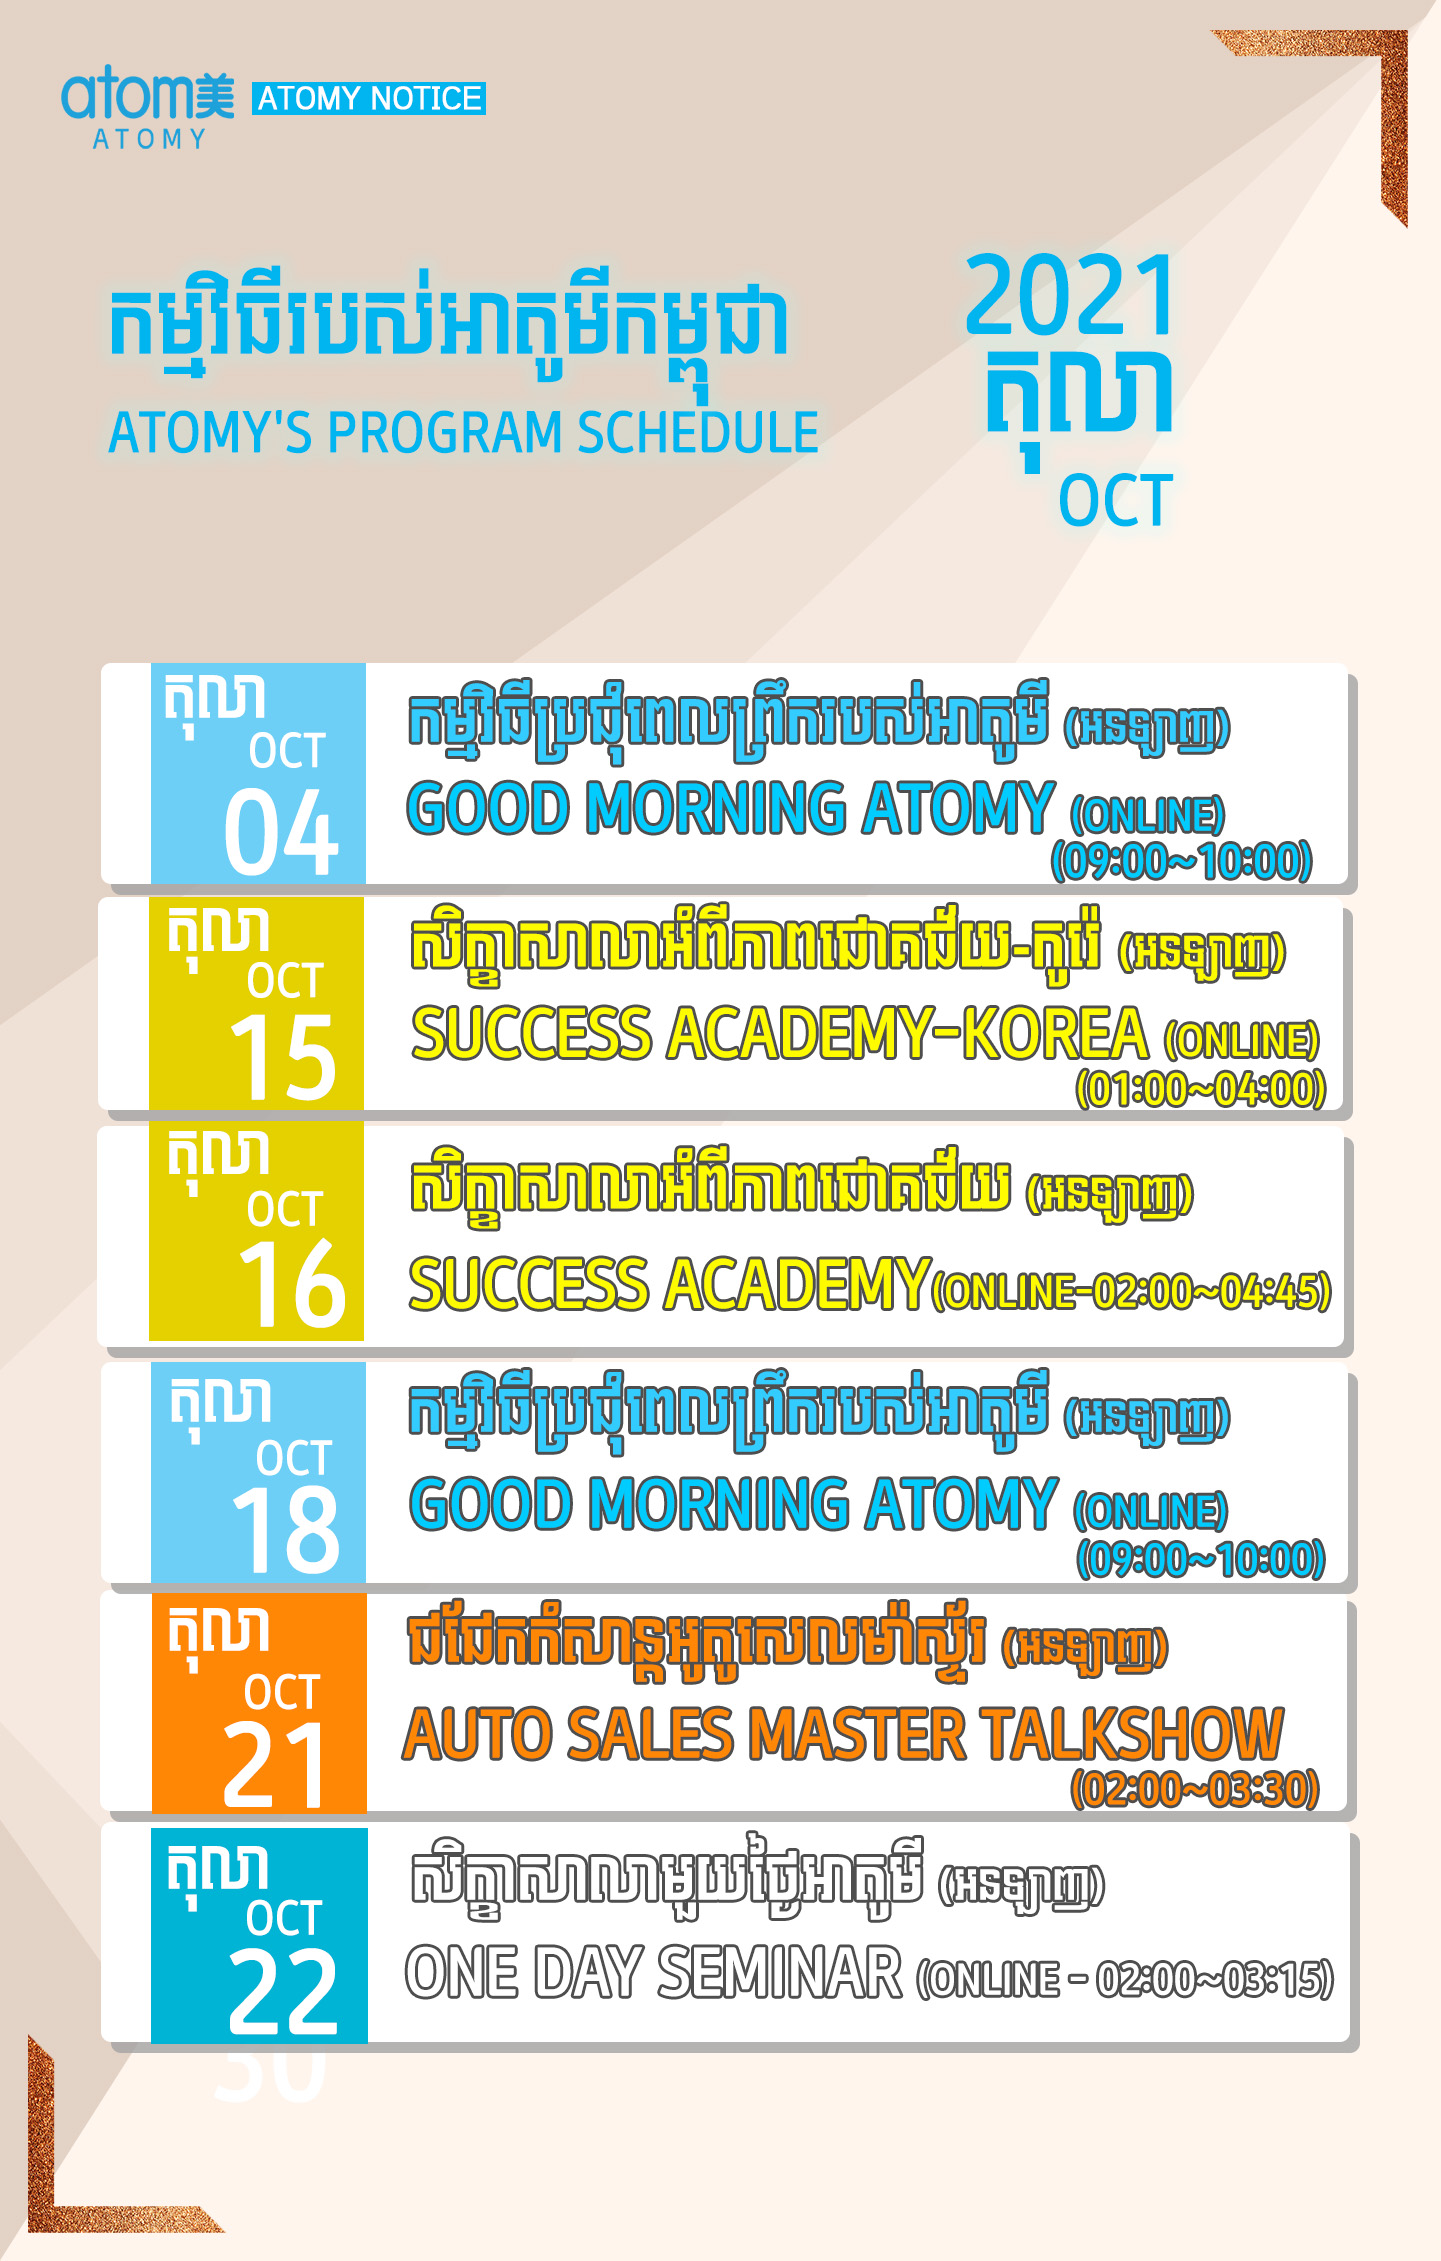 atom美 ATOMY NOTICE
ATOMY
កម្មវិធីរបស់អាតូមីកម្ពុជា
ATOMY'S PROGRAM SCHEDULE
2021
តុលា
OCT
តុលា
OCT
04
កម្មវិធីប្រជុំពេលព្រឹករបស់អាតូមី (អនឡាញ)
GOOD MORNING ATOMY (ONLINE)
(09:00~10:00)
តុលា
OCT
15
សិក្ខាសាលាអំពីភាពជោគជ័យ-កូរ៉េ (អនឡាញ)
SUCCESS ACADEMY-KOREA (ONLINE)
(01:00~04:00)
តុលា
OCT
16
សិក្ខាសាលាអំពីភាពជោគជ័យ (អនឡាញ)
SUCCESS ACADEMY(ONLINE-02:00~04:45)
តុលា
OCT
18
កម្មវិធីប្រជុំពេលព្រឹករបស់អាតូមី (អនឡាញ)
GOOD MORNING ATOMY (ONLINE)
(09:00~10:00)
តុលា
OCT
21
ជជែកកំសាន្តអូតូសេលម៉ាស្ទ័រ (អនឡាញ)
AUTO SALES MASTER TALKSHOW
(02:00~03:30)
តុលា
OCT
22
សិក្ខាសាលាមួយថ្ងៃអាតូមី (អនឡាញ)
ONE DAY SEMINAR (ONLINE - 02:00~03:15)
30